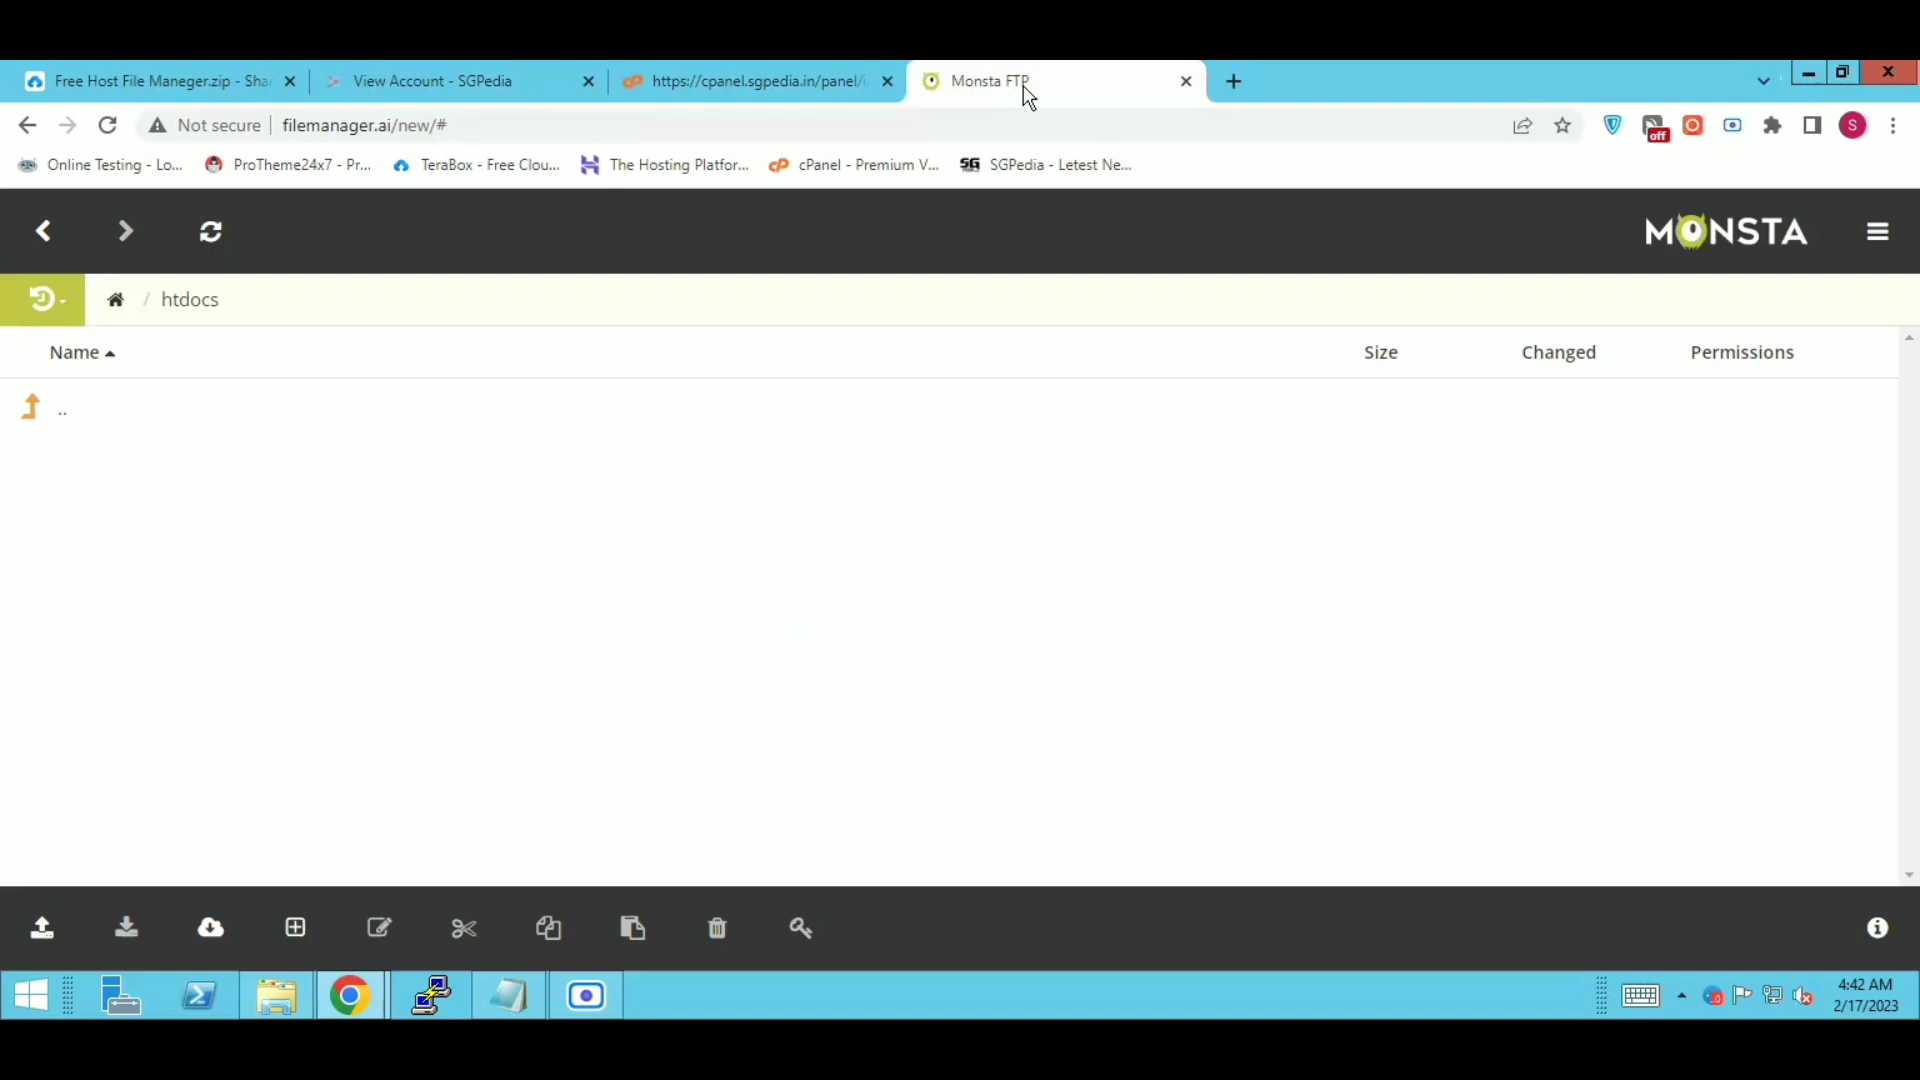 Free Host File Maneger.zip - Sha
View Account - SGPedia
https://cpanel.sgpedia.in/panel/i
Monsta FTP
Not secure
filemanager.ai/new/#
off
S
Online Testing - Lo...
ProTheme24x7 - Pr...
TeraBox - Free Clou...
The Hosting Platfor...
cPanel - Premium V...
SG
SGPedia - Letest Ne...
MONSTA
/ htdocs
Name
Size
Changed
Permissions
..
4:42 AM
2/17/2023